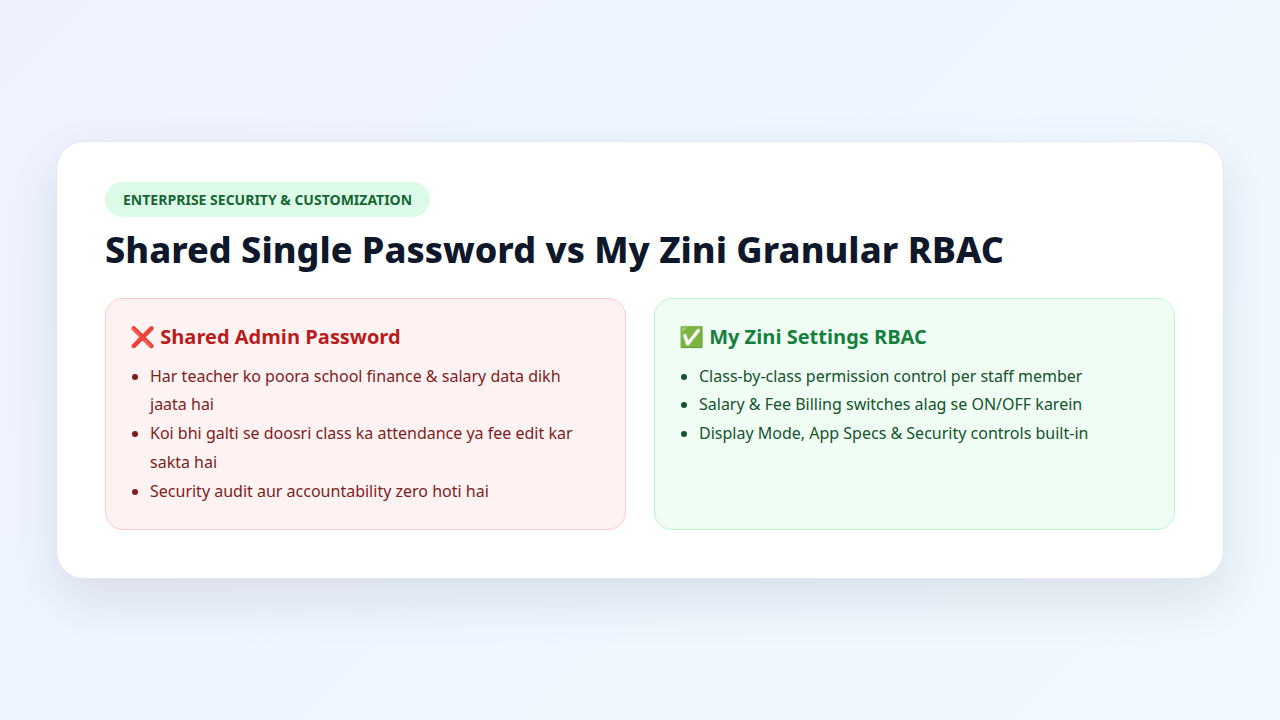 ENTERPRISE SECURITY & CUSTOMIZATION
Shared Single Password vs My Zini Granular RBAC
❌ Shared Admin Password
• Har teacher ko poora school finance & salary data dikh
jaata hai
• Koi bhi galti se doosri class ka attendance ya fee edit kar
sakta hai
• Security audit aur accountability zero hoti hai
✅ My Zini Settings RBAC
• Class-by-class permission control per staff member
• Salary & Fee Billing switches alag se ON/OFF karein
• Display Mode, App Specs & Security controls built-in